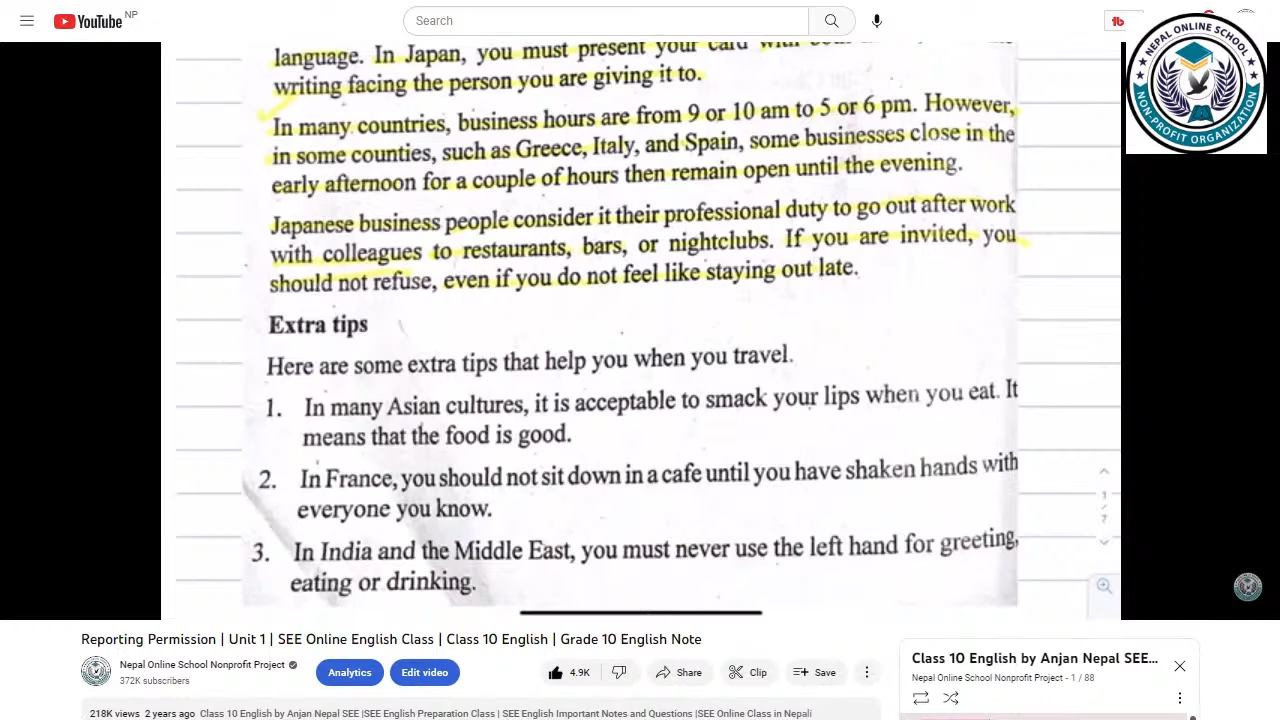 YouTube NP
Search
NEPAL ONLINE SCHOOL
NON-PROFIT ORGANIZATION
language. In Japan, you must present your card with
writing facing the person you are giving it to.
In many countries, business hours are from 9 or 10 am to 5 or 6 pm. However,
in some counties, such as Greece, Italy, and Spain, some businesses close in the
early afternoon for a couple of hours then remain open until the evening.
Japanese business people consider it their professional duty to go out after work
with colleagues to restaurants, bars, or nightclubs. If you are invited, you
should not refuse, even if you do not feel like staying out late.
Extra tips
Here are some extra tips that help you when you travel.
1. In many Asian cultures, it is acceptable to smack your lips when you eat. It
means that the food is good.
2. In France, you should not sit down in a cafe until you have shaken hands with
everyone you know.
3. In India and the Middle East, you must never use the left hand for greeting,
eating or drinking.
1
/
7
Reporting Permission | Unit 1 | SEE Online English Class | Class 10 English | Grade 10 English Note
Nepal Online School Nonprofit Project
372K subscribers
Analytics
Edit video
4.9K
Share
Clip
Save
218K views 2 years ago Class 10 English by Anjan Nepal SEE |SEE English Preparation Class | SEE English Important Notes and Questions |SEE Online Class in Nepali
Class 10 English by Anjan Nepal SEE...
Nepal Online School Nonprofit Project - 1 / 88